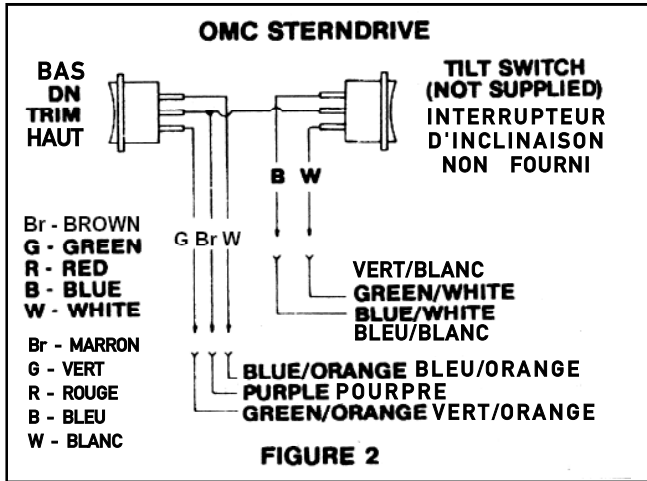 OMC STERNDRIVE
BAS
DN
TRIM
HAUT
TILT SWITCH
(NOT SUPPLIED)
INTERRUPTEUR
D'INCLINAISON
NON FOURNI
B W
Br - BROWN
G - GREEN
R - RED
B - BLUE
W - WHITE
G Br W
Br - MARRON
G - VERT
R - ROUGE
B - BLEU
W - BLANC
VERT/BLANC
GREEN/WHITE
BLUE/WHITE
BLEU/BLANC
BLUE/ORANGE BLEU/ORANGE
PURPLE POURPRE
GREEN/ORANGE VERT/ORANGE
FIGURE 2